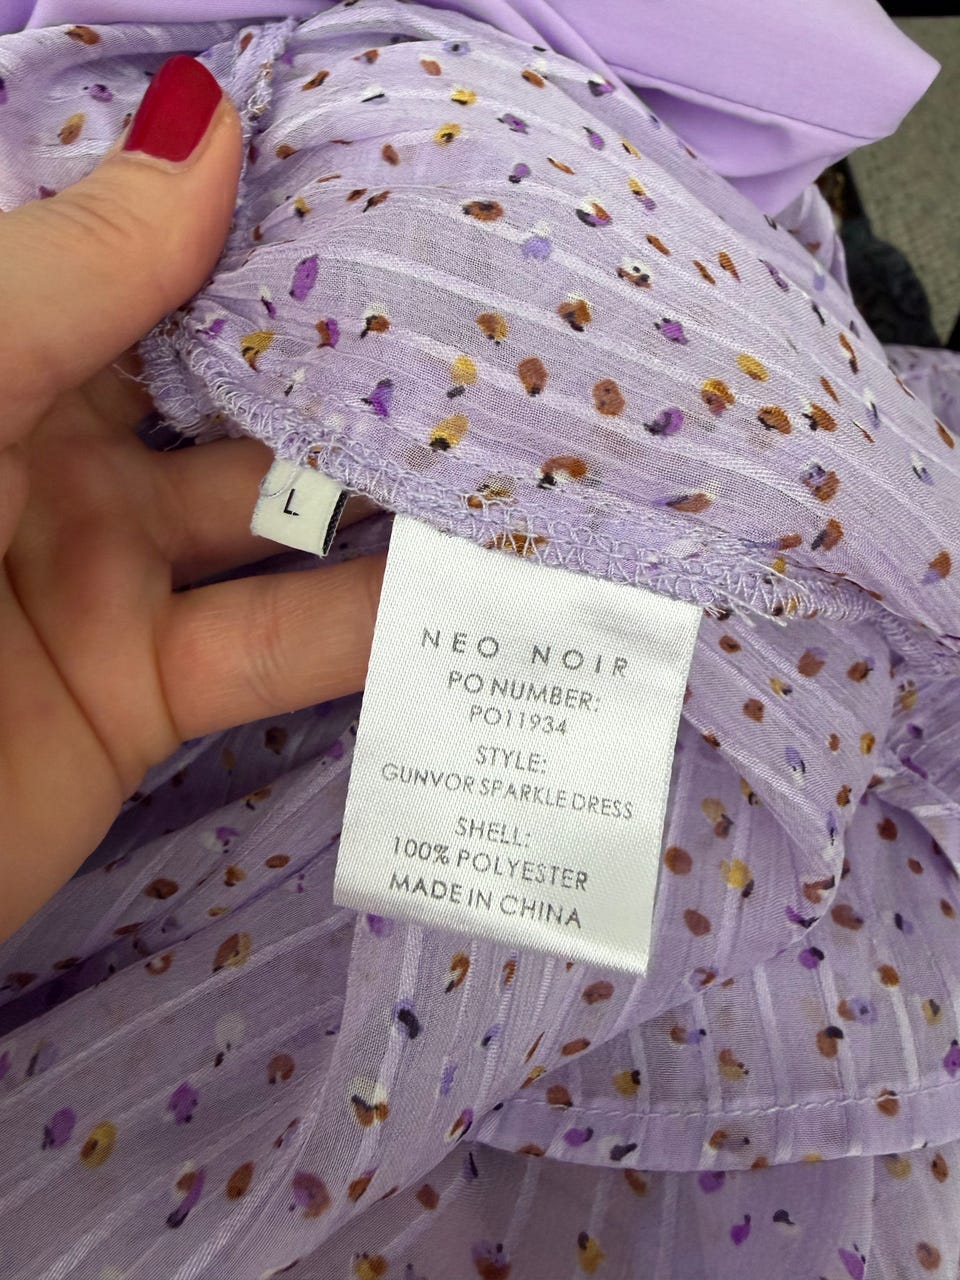 L
NEO NOIR
PO NUMBER:
PO11934
STYLE:
GUNVOR SPARKLE DRESS
SHELL:
100% POLYESTER
MADE IN CHINA